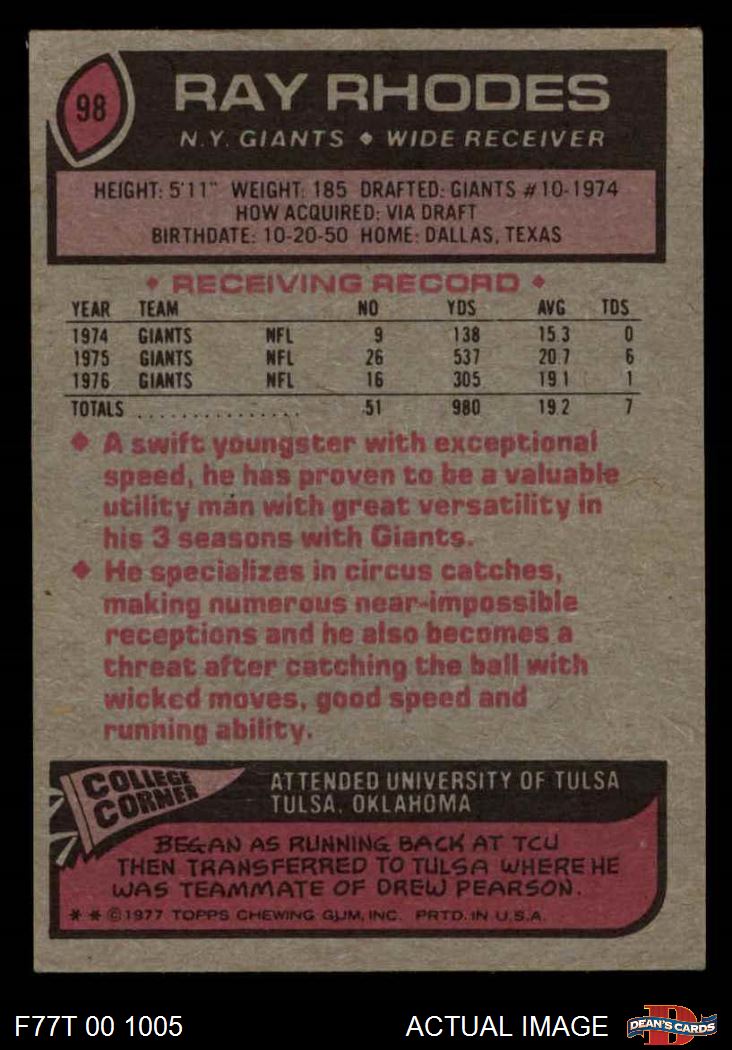 98
RAY RHODES
N.Y. GIANTS ♦ WIDE RECEIVER
HEIGHT: 5'11" WEIGHT: 185 DRAFTED: GIANTS #10-1974
HOW ACQUIRED: VIA DRAFT
BIRTHDATE: 10-20-50 HOME: DALLAS, TEXAS
♦ RECEIVING RECORD ♦
YEAR TEAM NO YDS AVG TDS
1974 GIANTS NFL 9 138 15.3 0
1975 GIANTS NFL 26 537 20.7 6
1976 GIANTS NFL 16 305 19.1 1
TOTALS ............... 51 980 19.2 7
♦ A swift youngster with exceptional
speed, he has proven to be a valuable
utility man with great versatility in
his 3 seasons with Giants.
♦ He specializes in circus catches,
making numerous near-impossible
receptions and he also becomes a
threat after catching the ball with
wicked moves, good speed and
running ability.
COLLEGE
CORNER
ATTENDED UNIVERSITY OF TULSA
TULSA, OKLAHOMA
BEGAN AS RUNNING BACK AT TCU
THEN TRANSFERRED TO TULSA WHERE HE
WAS TEAMMATE OF DREW PEARSON.
* * ©1977 TOPPS CHEWING GUM, INC. PRTD. IN U.S.A.
F77T 00 1005
ACTUAL IMAGE
D
DEAN'S CARDS